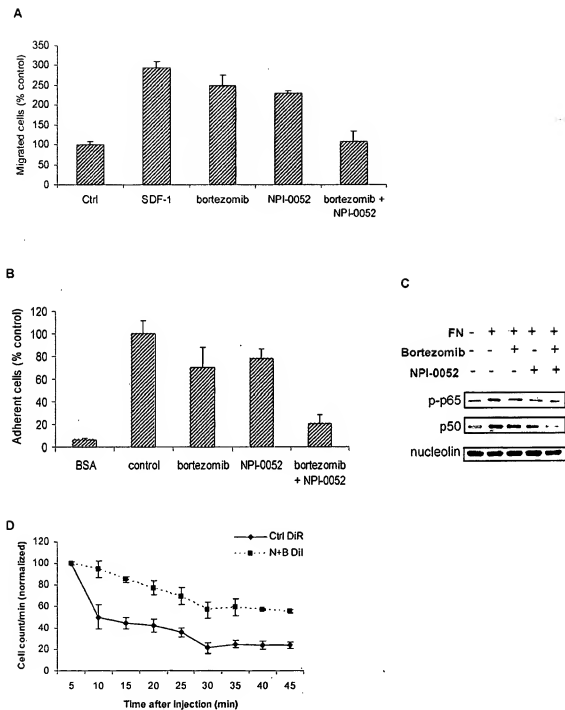 A
Migrated cells (% control)
350
300
250
200
150
100
50
0
Ctrl SDF-1 bortezomib NPI-0052 bortezomib +
NPI-0052
B
Adherent cells (% control)
120
100
80
60
40
20
0
BSA control bortezomib NPI-0052 bortezomib
+ NPI-0052
C
FN - + + + +
Bortezomib - - + - +
NPI-0052 - - - + +
p-p65
p50
nucleolin
D
Cell count/min (normalized)
120
100
80
60
40
20
0
Ctrl DiR
N+B DiI
5 10 15 20 25 30 35 40 45
Time after injection (min)